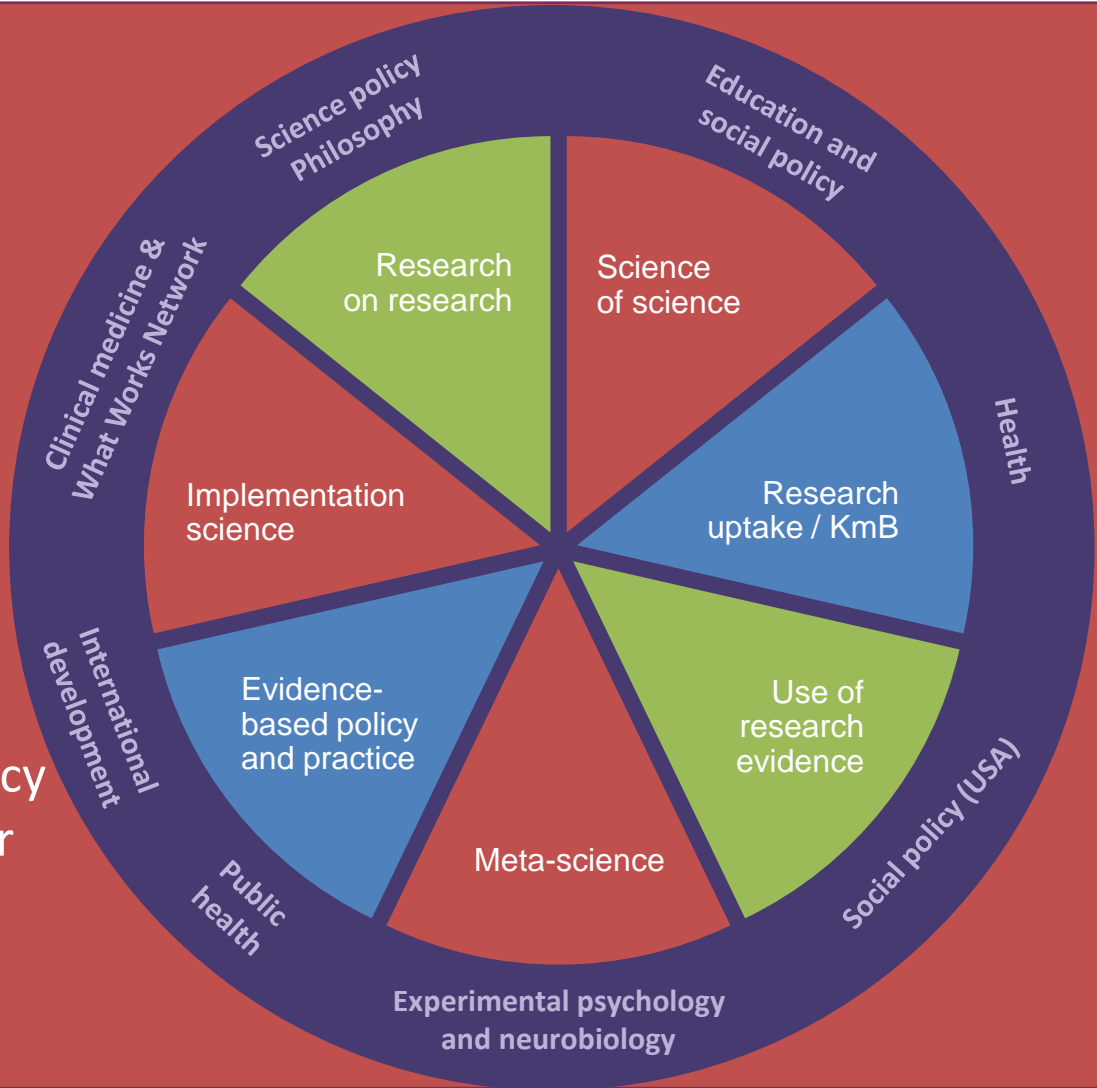 Science policy
Philosophy
Education and
social policy
Clinical medicine &
What Works Network
Research
on research
Science
of science
Health
Implementation
science
Research
uptake / KmB
International
development
Evidence-
based policy
and practice
Use of
research
evidence
cy
r
Meta-science
Public
health
Social policy (USA)
Experimental psychology
and neurobiology